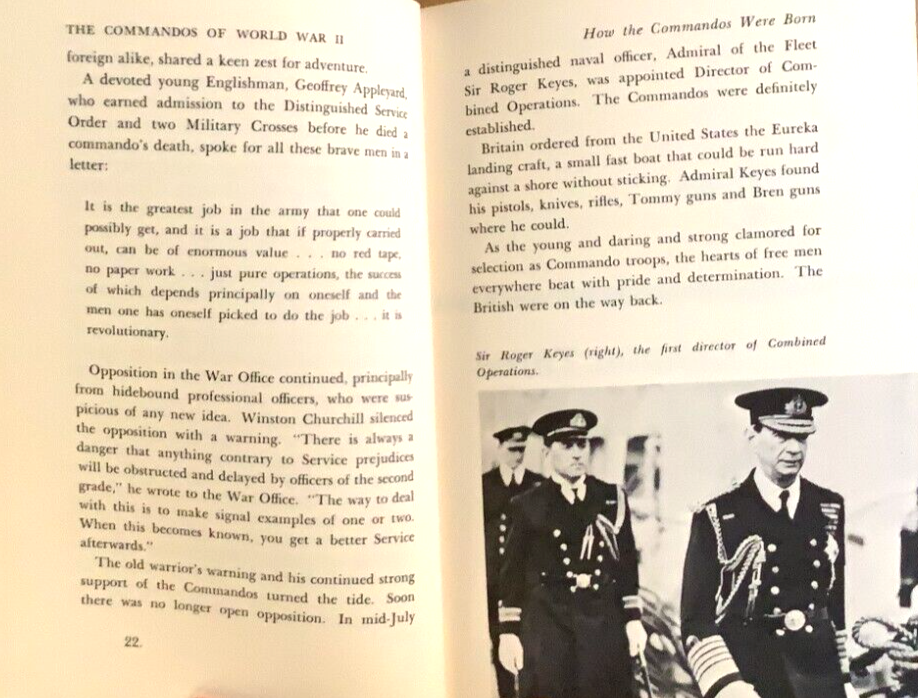 THE COMMANDOS OF WORLD WAR II
foreign alike, shared a keen zest for adventure.
A devoted young Englishman, Geoffrey Appleyard,
who earned admission to the Distinguished Service
Order and two Military Crosses before he died a
commando's death, spoke for all these brave men in a
letter:
It is the greatest job in the army that one could
possibly get, and it is a job that if properly carried
out, can be of enormous value . . . no red tape,
no paper work . . . just pure operations, the success
of which depends principally on oneself and the
men one has oneself picked to do the job . . . it is
revolutionary.
Opposition in the War Office continued, principally
from hidebound professional officers, who were sus-
picious of any new idea. Winston Churchill silenced
the opposition with a warning. "There is always a
danger that anything contrary to Service prejudices
will be obstructed and delayed by officers of the second
grade," he wrote to the War Office. "The way to deal
with this is to make signal examples of one or two.
When this becomes known, you get a better Service
afterwards."
The old warrior's warning and his continued strong
support of the Commandos turned the tide. Soon
there was no longer open opposition. In mid-July
22.
How the Commandos Were Born
a distinguished naval officer, Admiral of the Fleet
Sir Roger Keyes, was appointed Director of Com-
bined Operations. The Commandos were definitely
established.
Britain ordered from the United States the Eureka
landing craft, a small fast boat that could be run hard
against a shore without sticking. Admiral Keyes found
his pistols, knives, rifles, Tommy guns and Bren guns
where he could.
As the young and daring and strong clamored for
selection as Commando troops, the hearts of free men
everywhere beat with pride and determination. The
British were on the way back.
Sir Roger Keyes (right), the first director of Combined
Operations.